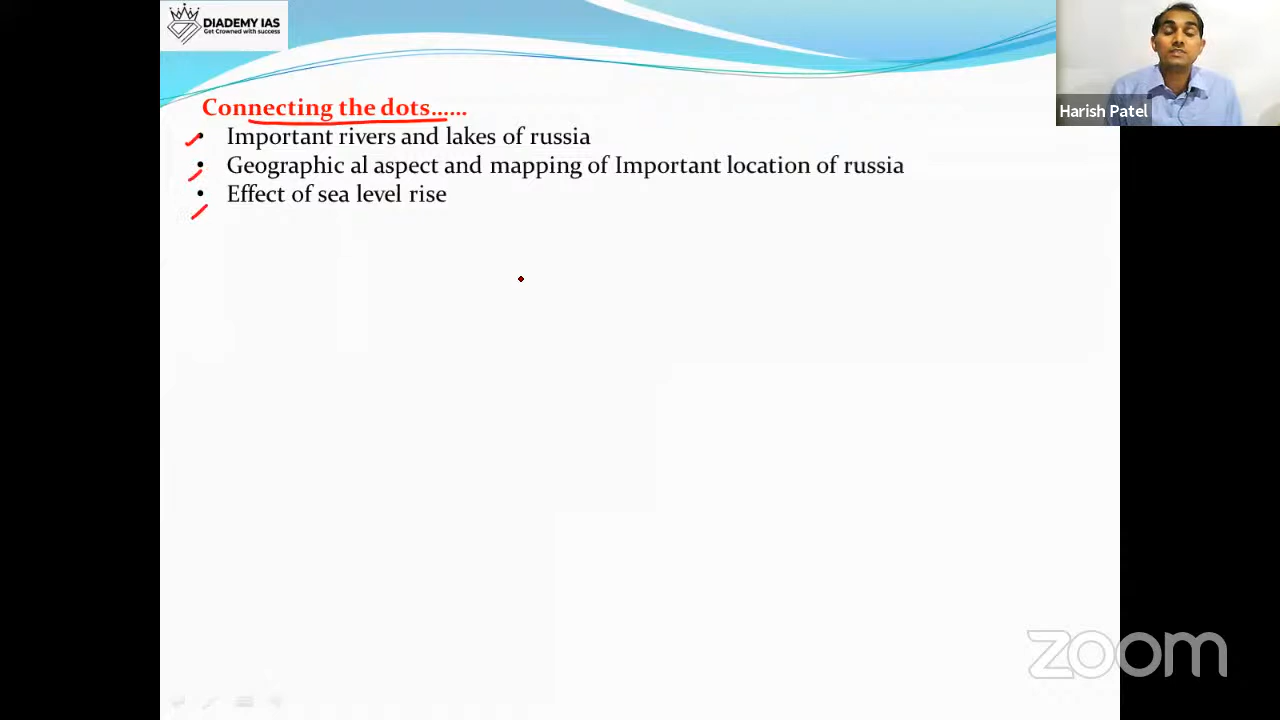 DIADEMY IAS
Get Crowned with success
Harish Patel
Connecting the dots......
• Important rivers and lakes of russia
• Geographic al aspect and mapping of Important location of russia
• Effect of sea level rise
zoom